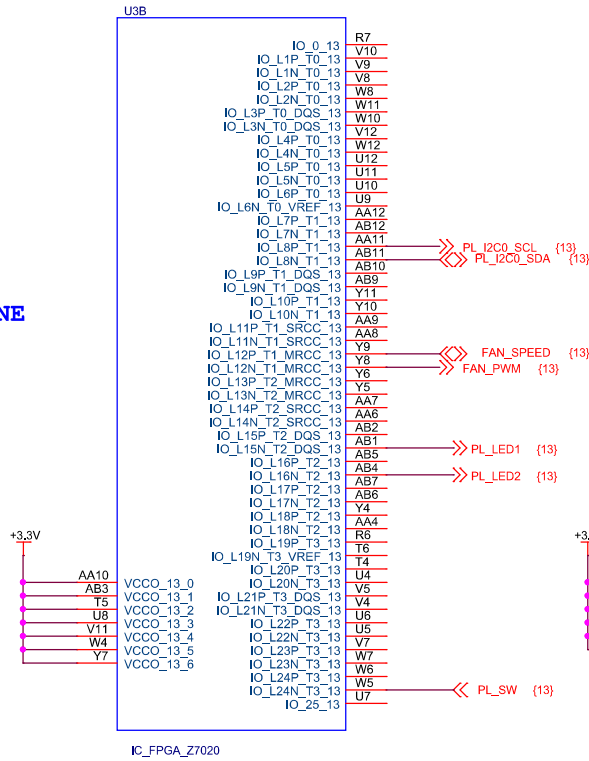 U3B
IO_0_13 R7
IO_L1P_T0_13 V10
IO_L1N_T0_13 V9
IO_L2P_T0_13 V8
IO_L2N_T0_13 W8
IO_L3P_T0_DQS_13 W11
IO_L3N_T0_DQS_13 W10
IO_L4P_T0_13 V12
IO_L4N_T0_13 W12
IO_L5P_T0_13 U12
IO_L5N_T0_13 U11
IO_L6P_T0_13 U10
IO_L6N_T0_VREF_13 U9
IO_L7P_T1_13 AA12
IO_L7N_T1_13 AB12
IO_L8P_T1_13 AA11 PL_I2C0_SCL {13}
IO_L8N_T1_13 AB11 PL_I2C0_SDA {13}
IO_L9P_T1_DQS_13 AB10
IO_L9N_T1_DQS_13 AB9
IO_L10P_T1_13 Y11
IO_L10N_T1_13 Y10
NE
IO_L11P_T1_SRCC_13 AA9
IO_L11N_T1_SRCC_13 AA8
IO_L12P_T1_MRCC_13 Y9 FAN_SPEED {13}
IO_L12N_T1_MRCC_13 Y8 FAN_PWM {13}
IO_L13P_T2_MRCC_13 Y6
IO_L13N_T2_MRCC_13 Y5
IO_L14P_T2_SRCC_13 AA7
IO_L14N_T2_SRCC_13 AA6
IO_L15P_T2_DQS_13 AB2
IO_L15N_T2_DQS_13 AB1 PL_LED1 {13}
IO_L16P_T2_13 AB5
IO_L16N_T2_13 AB4 PL_LED2 {13}
IO_L17P_T2_13 AB7
IO_L17N_T2_13 AB6
IO_L18P_T2_13 Y4
IO_L18N_T2_13 AA4
IO_L19P_T3_13 R6
+3.3V
+3.
IO_L19N_T3_VREF_13 T6
IO_L20P_T3_13 T4
AA10 VCCO_13_0 IO_L20N_T3_13 U4
AB3 VCCO_13_1 IO_L21P_T3_DQS_13 V5
T5 VCCO_13_2 IO_L21N_T3_DQS_13 V4
U8 VCCO_13_3 IO_L22P_T3_13 U6
V11 VCCO_13_4 IO_L22N_T3_13 U5
W4 VCCO_13_5 IO_L23P_T3_13 V7
Y7 VCCO_13_6 IO_L23N_T3_13 W7
IO_L24P_T3_13 W6
IO_L24N_T3_13 W5 PL_SW {13}
IO_25_13 U7
IC_FPGA_Z7020